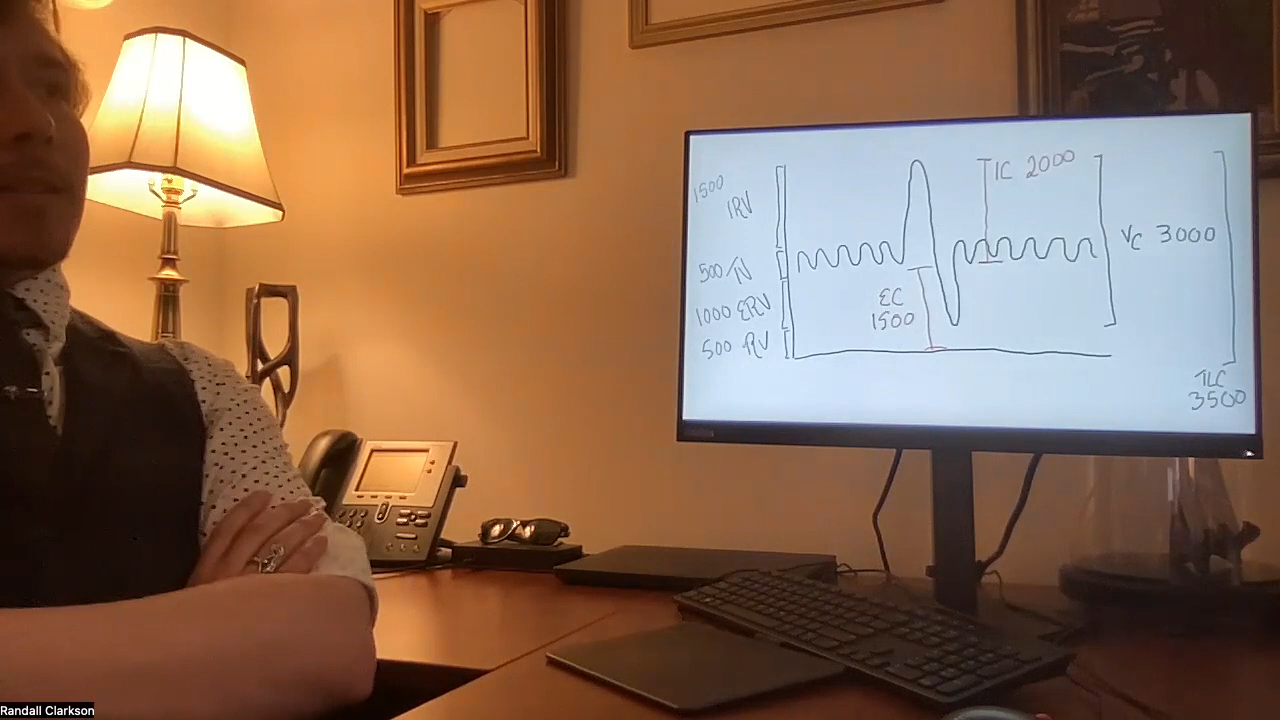 1500
IRV
500/TV
1000 ERV
500 RV
EC
1500
IC 2000
VC 3000
TLC
3500
Randall Clarkson